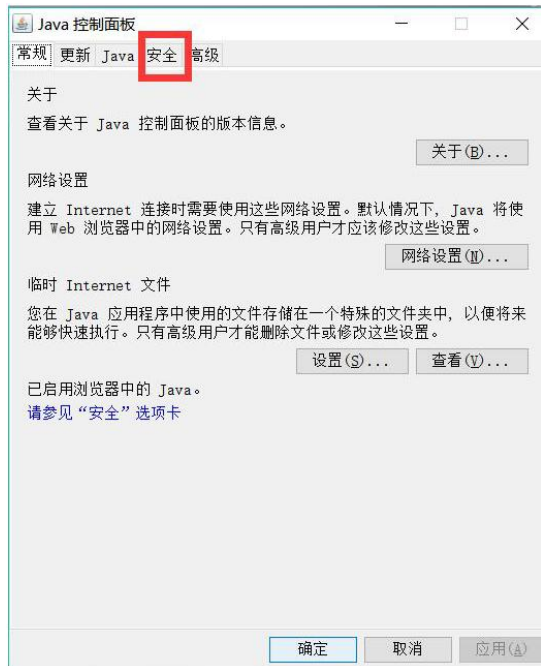 Java 控制面板
常规 更新 Java 安全 高级
关于
查看关于 Java 控制面板的版本信息。
关于(B)...
网络设置
建立 Internet 连接时需要使用这些网络设置。默认情况下, Java 将使
用 Web 浏览器中的网络设置。只有高级用户才应该修改这些设置。
网络设置(N)...
临时 Internet 文件
您在 Java 应用程序中使用的文件存储在一个特殊的文件夹中, 以便将来
能够快速执行。只有高级用户才能删除文件或修改这些设置。
设置(S)... 查看(V)...
已启用浏览器中的 Java。
请参见“安全”选项卡
确定 取消 应用(A)